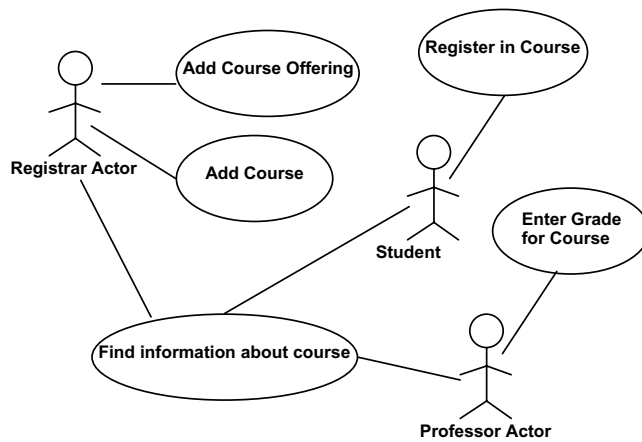 Register in Course
Add Course Offering
Registrar Actor
Add Course
Enter Grade
for Course
Student
Find information about course
Professor Actor